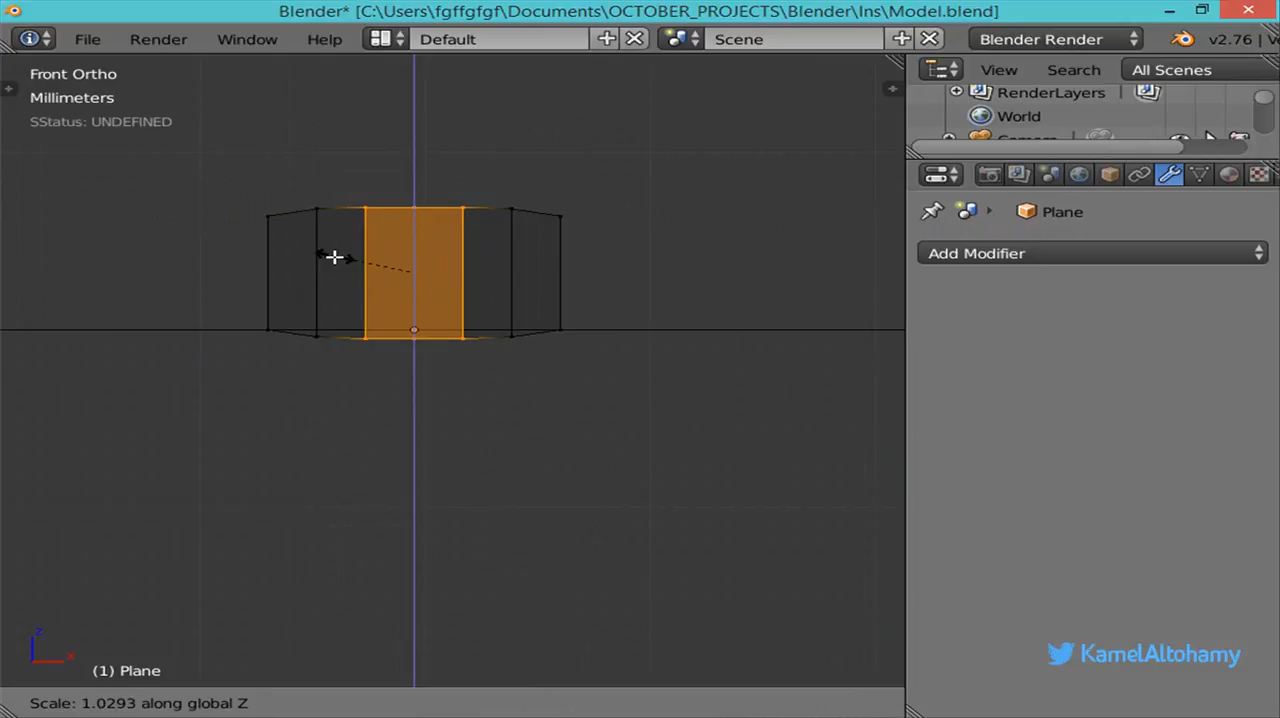 Blender* [C:\Users\fgffgfgf\Documents\OCTOBER_PROJECTS\Blender\Ins\Model.blend]
File Render Window Help Default Scene Blender Render v2.76
Front Ortho
Millimeters
SStatus: UNDEFINED
View Search All Scenes
RenderLayers
World
Plane
Add Modifier
z
x
(1) Plane
KamelAltohamy
Scale: 1.0293 along global Z